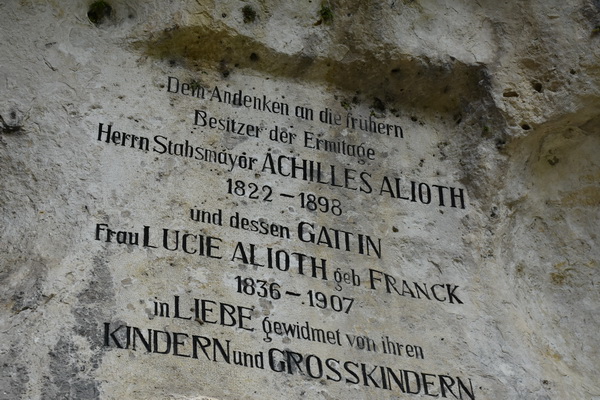 Dem Andenken an die frühern
Besitzer der Ermitage
Herrn Stabsmayör ACHILLES ALIOTH
1822 – 1898
und dessen GATTIN
Frau LUCIE ALIOTH geb FRANCK
1836 – 1907
in LIEBE gewidmet von ihren
KINDERN und GROSSKINDERN